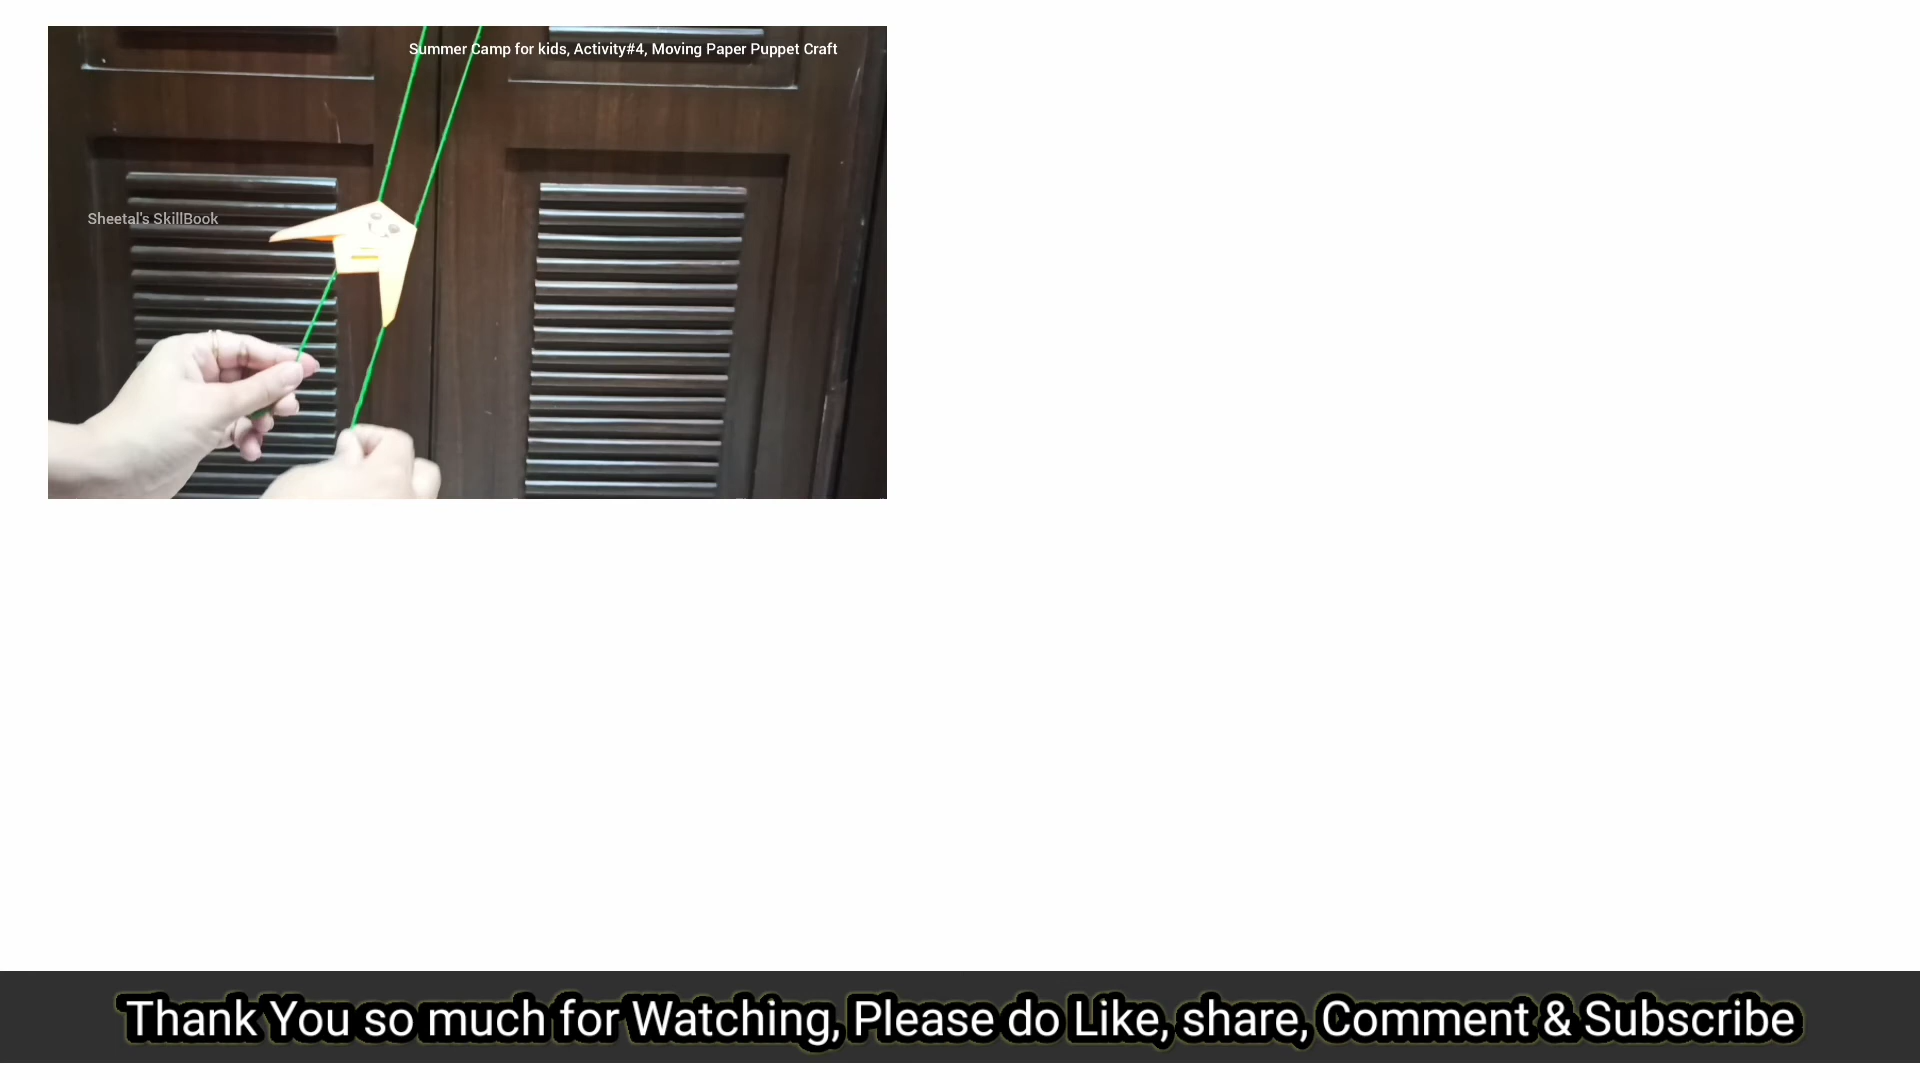 Summer Camp for kids, Activity#4, Moving Paper Puppet Craft
Sheetal's SkillBook
Thank You so much for Watching, Please do Like, share, Comment & Subscribe